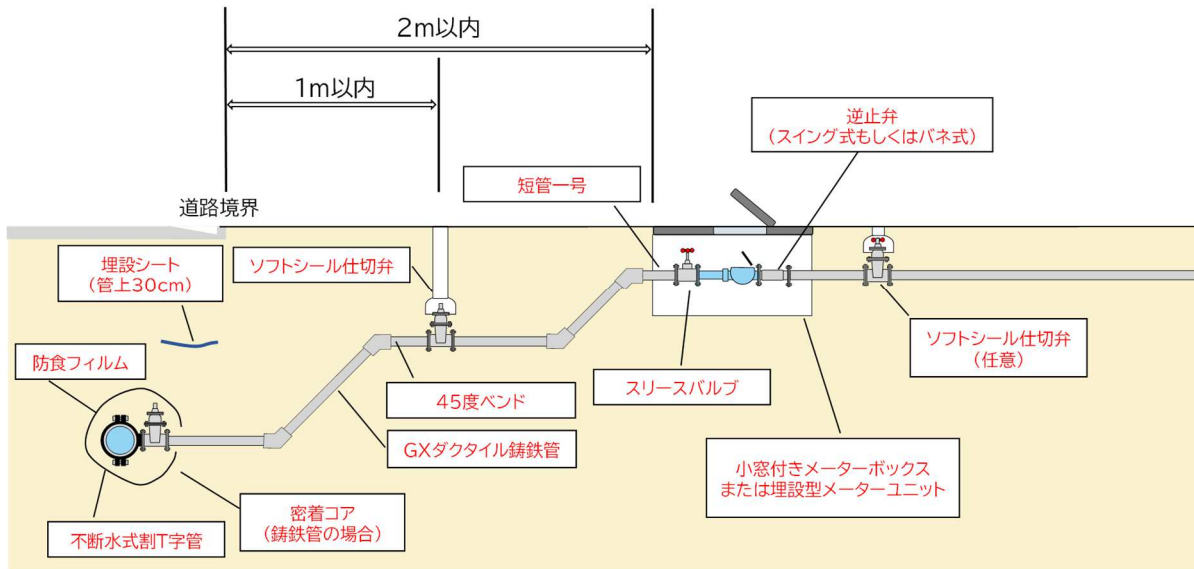 2m以内
1m以内
逆止弁
(スイング式もしくはバネ式)
短管一号
道路境界
埋設シート
(管上30cm)
ソフトシール仕切弁
防食フィルム
45度ベンド
スリースバルブ
ソフトシール仕切弁
(任意)
GXダクタイル鋳鉄管
小窓付きメーターボックス
または埋設型メーターユニット
不断水式割T字管
密着コア
(鋳鉄管の場合)